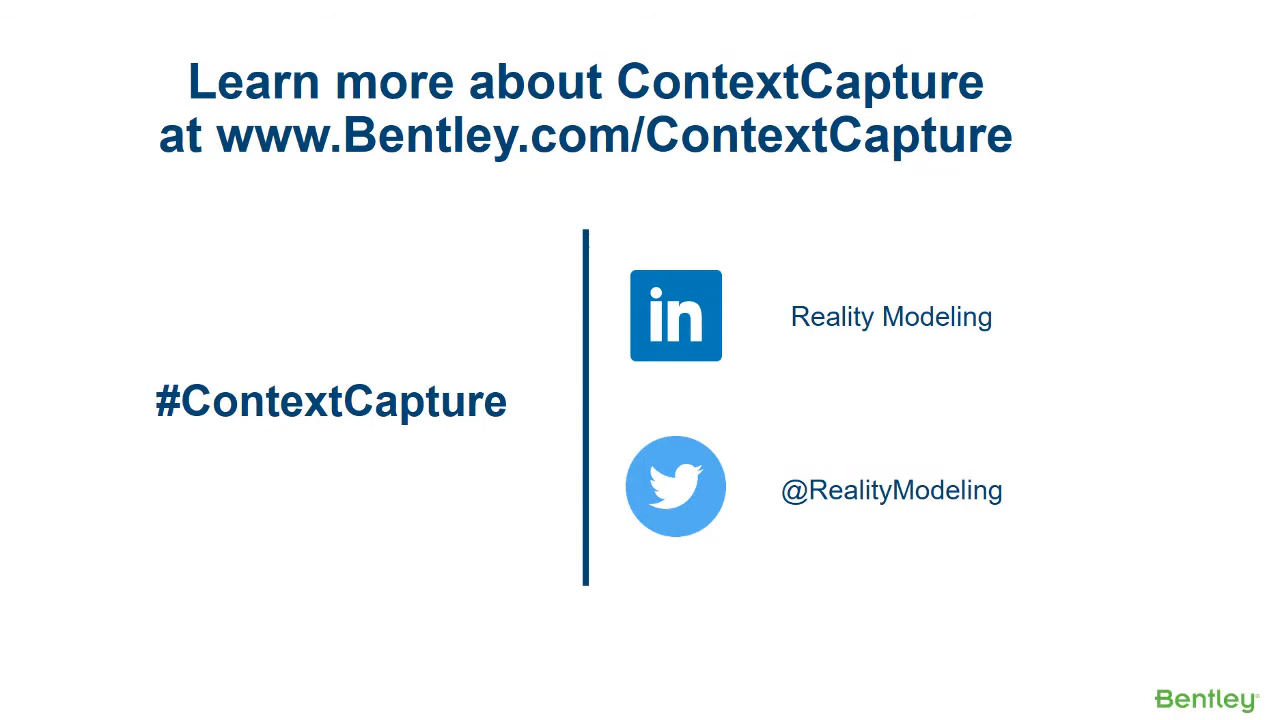 Learn more about ContextCapture
at www.Bentley.com/ContextCapture
#ContextCapture
in
Reality Modeling
@RealityModeling
Bentley®